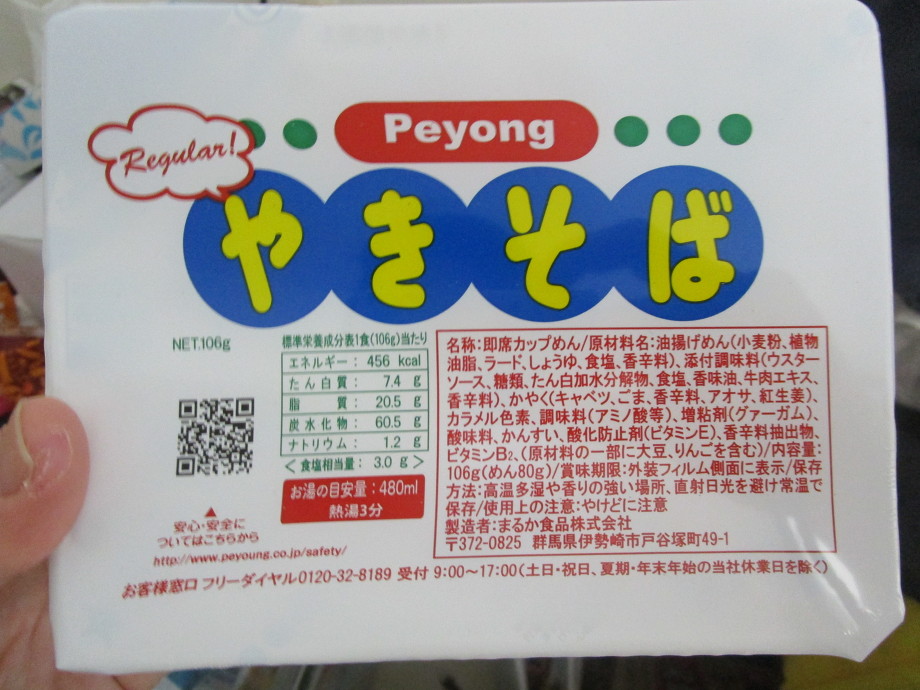 Peyong
Regular!
やきそば
NET.106g
標準栄養成分表1食(106g)当たり
エネルギー: 456 kcal
たん白質: 7.4 g
脂質: 20.5 g
炭水化物: 60.5 g
ナトリウム: 1.2 g
<食塩相当量: 3.0 g>
お湯の目安量:480ml
熱湯3分
▲
安心・安全に
ついてはこちらから
http://www.peyoung.co.jp/safety/
名称:即席カップめん/原材料名:油揚げめん(小麦粉、植物
油脂、ラード、しょうゆ、食塩、香辛料)、添付調味料(ウスター
ソース、糖類、たん白加水分解物、食塩、香味油、牛肉エキス、
香辛料)、かやく(キャベツ、ごま、香辛料、アオサ、紅生姜)、
カラメル色素、調味料(アミノ酸等)、増粘剤(グァーガム)、
酸味料、かんすい、酸化防止剤(ビタミンE)、香辛料抽出物、
ビタミンB₂、(原材料の一部に大豆、りんごを含む)/内容量:
106g(めん80g)/賞味期限:外装フィルム側面に表示/保存
方法:高温多湿や香りの強い場所、直射日光を避け常温で
保存/使用上の注意:やけどに注意
製造者:まるか食品株式会社
〒372-0825 群馬県伊勢崎市戸谷塚町49-1
お客様窓口 フリーダイヤル0120-32-8189 受付 9:00~17:00(土日・祝日、夏期・年末年始の当社休業日を除く)